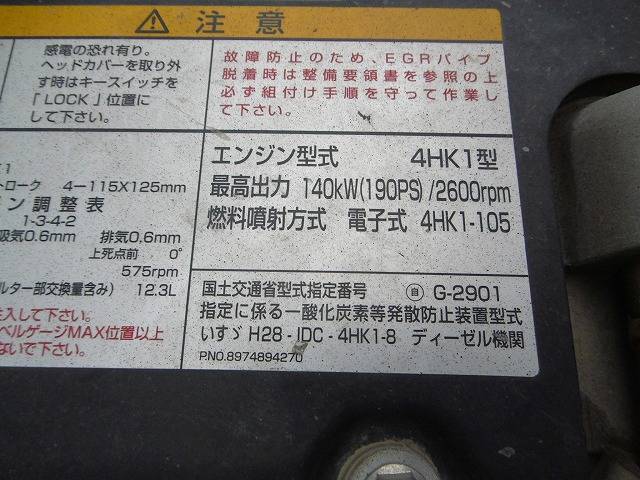 注意
感電の恐れ有り。
ヘッドカバーを取り外
す時はキースイッチを
「LOCK」位置に
して下さい。
故障防止のため、EGRパイプ
脱着時は整備要領書を参照の上
必ず組付け手順を守って作業し
て下さい。
トローク 4-115X125mm
ン調整表
1-3-4-2
吸気0.6mm 排気0.6mm
上死点前 0°
575rpm
ルター部交換量含み) 12.3L
注入して下さい。
ベルゲージMAX位置以上
ないで下さい。
エンジン型式 4HK1型
最高出力 140kW(190PS)/2600rpm
燃料噴射方式 電子式 4HK1-105
国土交通省型式指定番号 自 G-2901
指定に係る一酸化炭素等発散防止装置型式
いすゞ H28-JDC-4HK1-8 ディーゼル機関
P.NO.8974894270